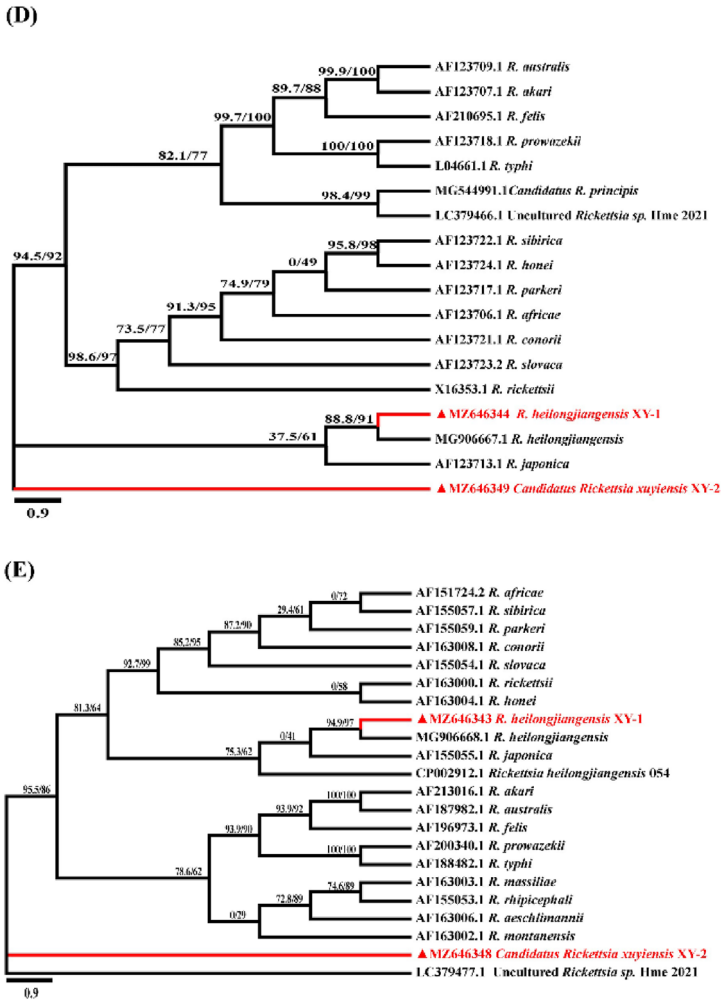 (D)
99.9/100
AF123709.1 R. australis
89.7/88
AF123707.1 R. akari
99.7/100
AF210695.1 R. felis
AF123718.1 R. prowazekii
82.1/77
100/100
L04661.1 R. typhi
98.4/99
MG544991.1Candidatus R. principis
LC379466.1 Uncultured Rickettsia sp. Hme 2021
95.8/98
AF123722.1 R. sibirica
94.5/92
0/49
AF123724.1 R. honei
74.9/79
AF123717.1 R. parkeri
91.3/95
AF123706.1 R. africae
73.5/77
AF123721.1 R. conorii
98.6/97
AF123723.2 R. slovaca
X16353.1 R. rickettsii
88.8/91
▲MZ646344 R. heilongjiangensis XY-1
37.5/61
MG906667.1 R. heilongjiangensis
AF123713.1 R. japonica
▲MZ646349 Candidatus Rickettsia xuyiensis XY-2
0.9
(E)
0/72
AF151724.2 R. africae
29.4/61
AF155057.1 R. sibirica
87.2/90
AF155059.1 R. parkeri
85.2/95
AF163008.1 R. conorii
92.7/99
AF155054.1 R. slovaca
0/58
AF163000.1 R. rickettsii
AF163004.1 R. honei
81.3/64
94.9/97
▲MZ646343 R. heilongjiangensis XY-1
0/41
MG906668.1 R. heilongjiangensis
75.3/62
AF155055.1 R. japonica
CP002912.1 Rickettsia heilongjiangensis 054
95.5/86
100/100
AF213016.1 R. akari
93.9/92
AF187982.1 R. australis
93.9/90
AF196973.1 R. felis
100/100
AF200340.1 R. prowazekii
78.6/62
AF188482.1 R. typhi
74.6/89
AF163003.1 R. massiliae
72.8/89
AF155053.1 R. rhipicephali
0/29
AF163006.1 R. aeschlimannii
AF163002.1 R. montanensis
▲MZ646348 Candidatus Rickettsia xuyiensis XY-2
LC379477.1 Uncultured Rickettsia sp. Hme 2021
0.9